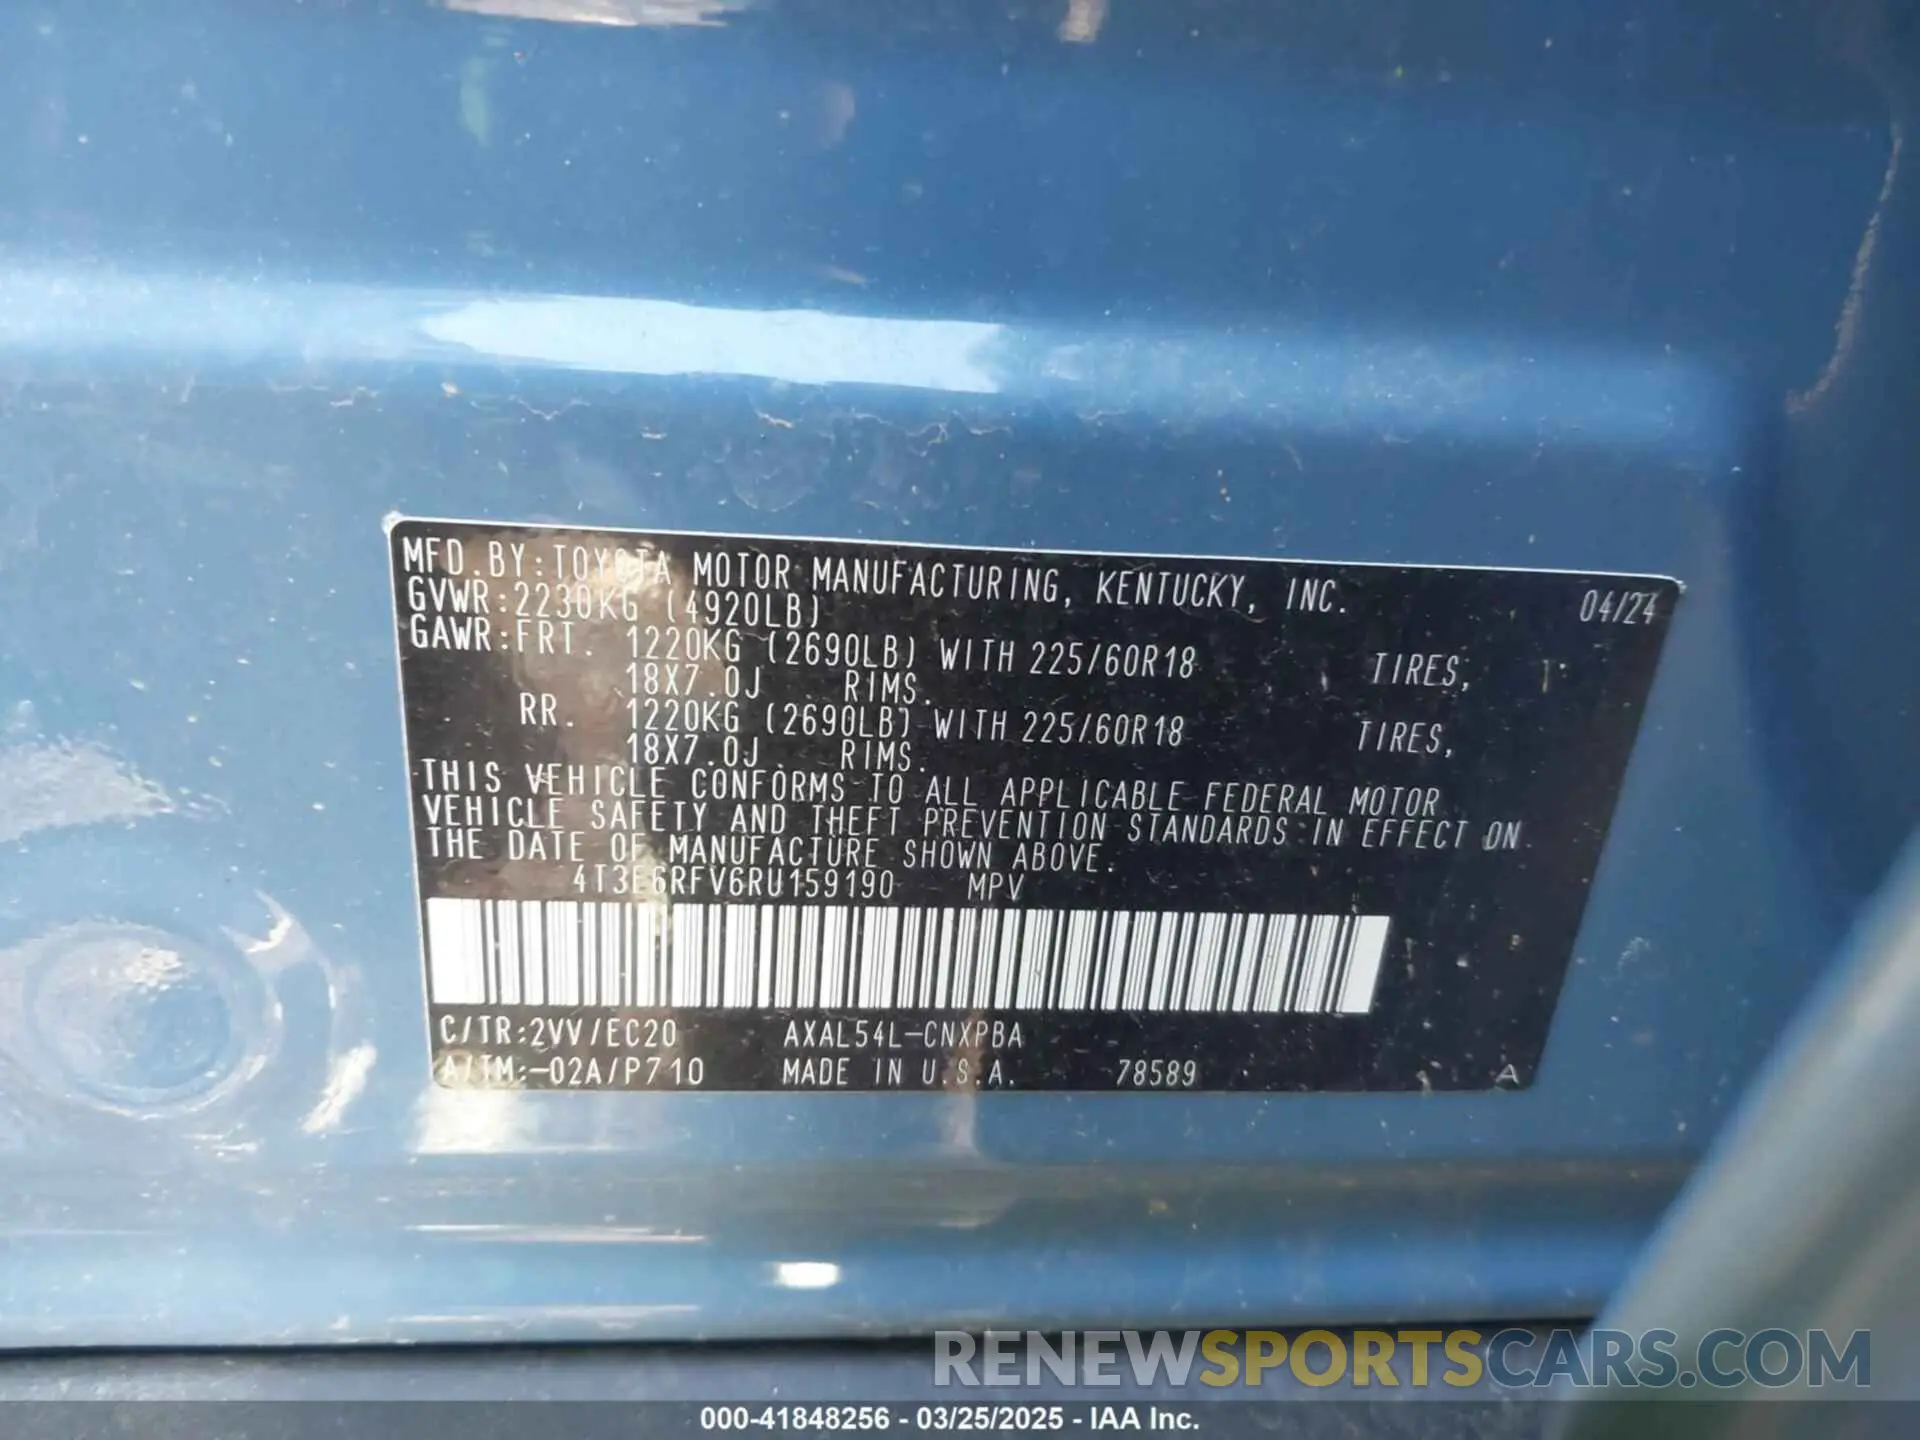 MFD.BY:TOYOTA MOTOR MANUFACTURING, KENTUCKY, INC. 04/24
GVWR:2230KG (4920LB)
GAWR:FRT. 1220KG (2690LB) WITH 225/60R18 TIRES,
18X7.0J RIMS.
RR. 1220KG (2690LB) WITH 225/60R18 TIRES,
18X7.0J RIMS.
THIS VEHICLE CONFORMS TO ALL APPLICABLE FEDERAL MOTOR
VEHICLE SAFETY AND THEFT PREVENTION STANDARDS IN EFFECT ON
THE DATE OF MANUFACTURE SHOWN ABOVE.
4T3E6RFV6RU159190 MPV
C/TR:2VV/EC20 AXAL54L-CNXPBA
A/TM:-02A/P710 MADE IN U.S.A. 78589 A
RENEWSPORTSCARS.COM
000-41848256 - 03/25/2025 - IAA Inc.